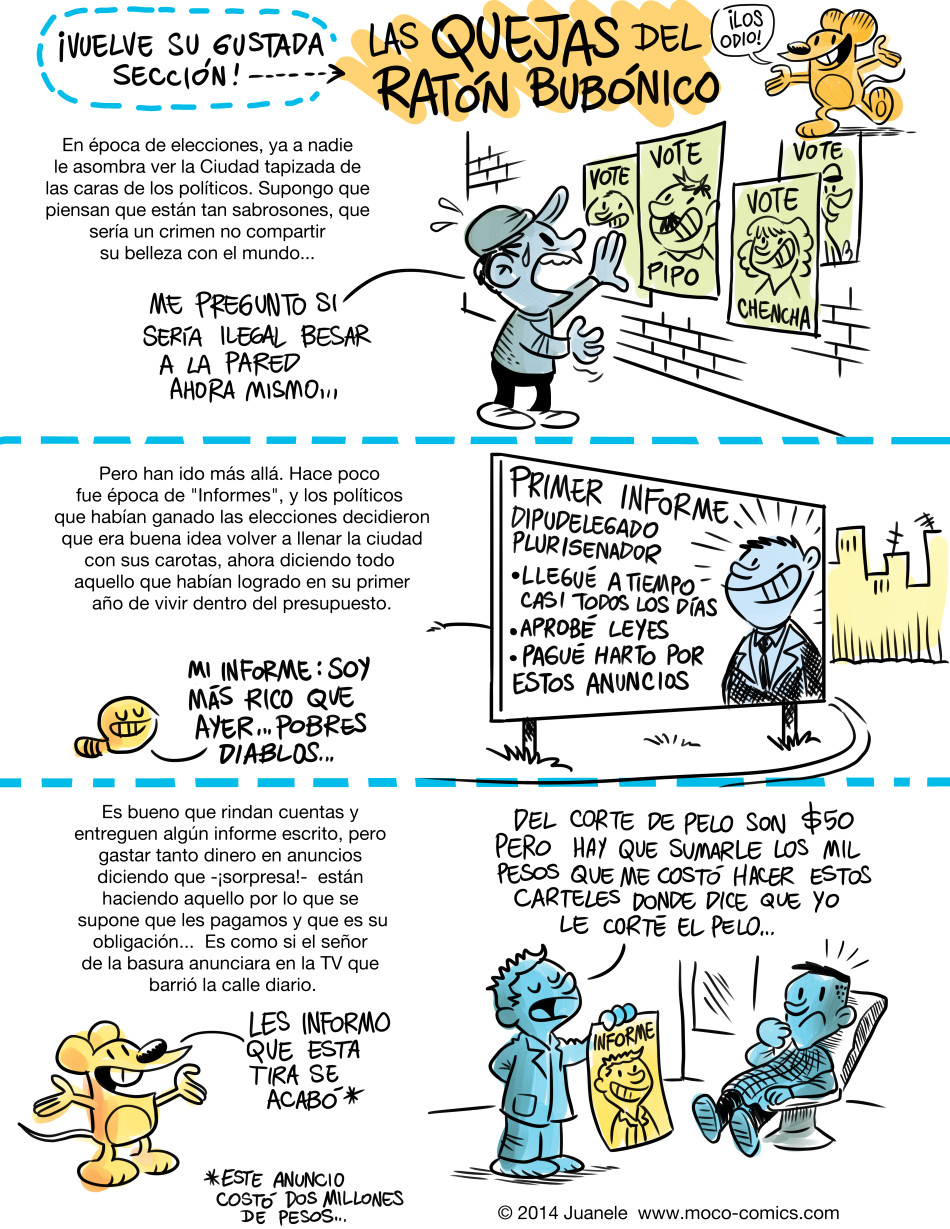 ¡VUELVE SU GUSTADA
SECCIÓN!
LAS QUEJAS DEL
RATÓN BUBÓNICO
¡LOS
ODIO!
En época de elecciones, ya a nadie
le asombra ver la Ciudad tapizada de
las caras de los políticos. Supongo que
piensan que están tan sabrosones, que
sería un crimen no compartir
su belleza con el mundo...
ME PREGUNTO SI
SERÍA ILEGAL BESAR
A LA PARED
AHORA MISMO...
VOTE
VOTE
PIPO
VOTE
CHENCHA
VOTE
Pero han ido más allá. Hace poco
fue época de "Informes", y los políticos
que habían ganado las elecciones decidieron
que era buena idea volver a llenar la ciudad
con sus carotas, ahora diciendo todo
aquello que habían logrado en su primer
año de vivir dentro del presupuesto.
MI INFORME: SOY
MÁS RICO QUE
AYER... POBRES
DIABLOS...
PRIMER INFORME
DIPUDELEGADO
PLURISENADOR
•LLEGUÉ A TIEMPO
CASI TODOS LOS DÍAS
•APROBÉ LEYES
•PAGUÉ HARTO POR
ESTOS ANUNCIOS
Es bueno que rindan cuentas y
entreguen algún informe escrito, pero
gastar tanto dinero en anuncios
diciendo que -¡sorpresa!- están
haciendo aquello por lo que se
supone que les pagamos y que es su
obligación... Es como si el señor
de la basura anunciara en la TV que
barrió la calle diario.
DEL CORTE DE PELO SON $50
PERO HAY QUE SUMARLE LOS MIL
PESOS QUE ME COSTÓ HACER ESTOS
CARTELES DONDE DICE QUE YO
LE CORTÉ EL PELO...
INFORME
LES INFORMO
QUE ESTA
TIRA SE
ACABÓ*
*ESTE ANUNCIO
COSTÓ DOS MILLONES
DE PESOS...
© 2014 Juanele www.moco-comics.com